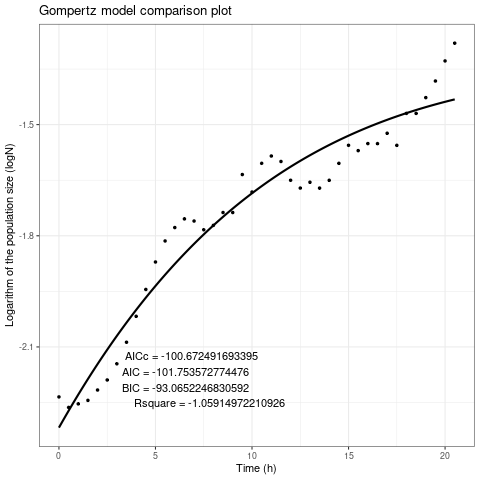 Gompertz model comparison plot
Logarithm of the population size (logN)
-1.5
-1.8
-2.1
AICc = -100.672491693395
AIC = -101.753572774476
BIC = -93.0652246830592
Rsquare = -1.05914972210926
0 5 10 15 20
Time (h)